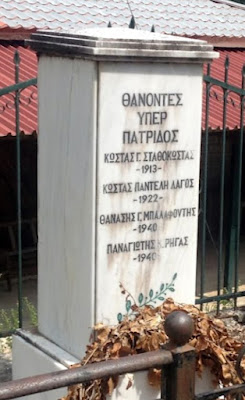 ΘΑΝΟΝΤΕΣ
ΥΠΕΡ
ΠΑΤΡΙΔΟΣ
ΚΩΣΤΑΣ Γ. ΣΤΑΘΟΚΩΣΤΑΣ
-1913-
ΚΩΣΤΑΣ ΠΑΝΤΕΛΗ ΛΑΓΟΣ
-1922-
ΘΑΝΑΣΗΣ Γ. ΜΠΑΛΑΦΟΥΤΗΣ
-1940
ΠΑΝΑΓΙΩΤΗΣ ΡΗΓΑΣ
-1940